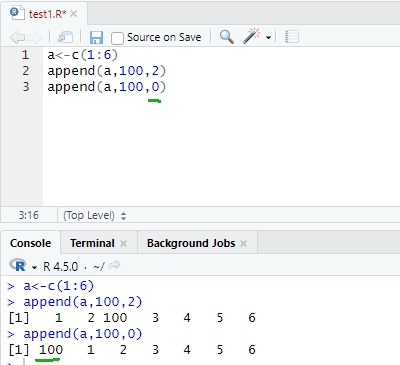 test1.R*
Source on Save
1 a<-c(1:6)
2 append(a,100,2)
3 append(a,100,0)
3:16 (Top Level)
Console Terminal Background Jobs
R 4.5.0 · ~/
> a<-c(1:6)
> append(a,100,2)
[1]   1   2 100   3   4   5   6
> append(a,100,0)
[1] 100   1   2   3   4   5   6
>